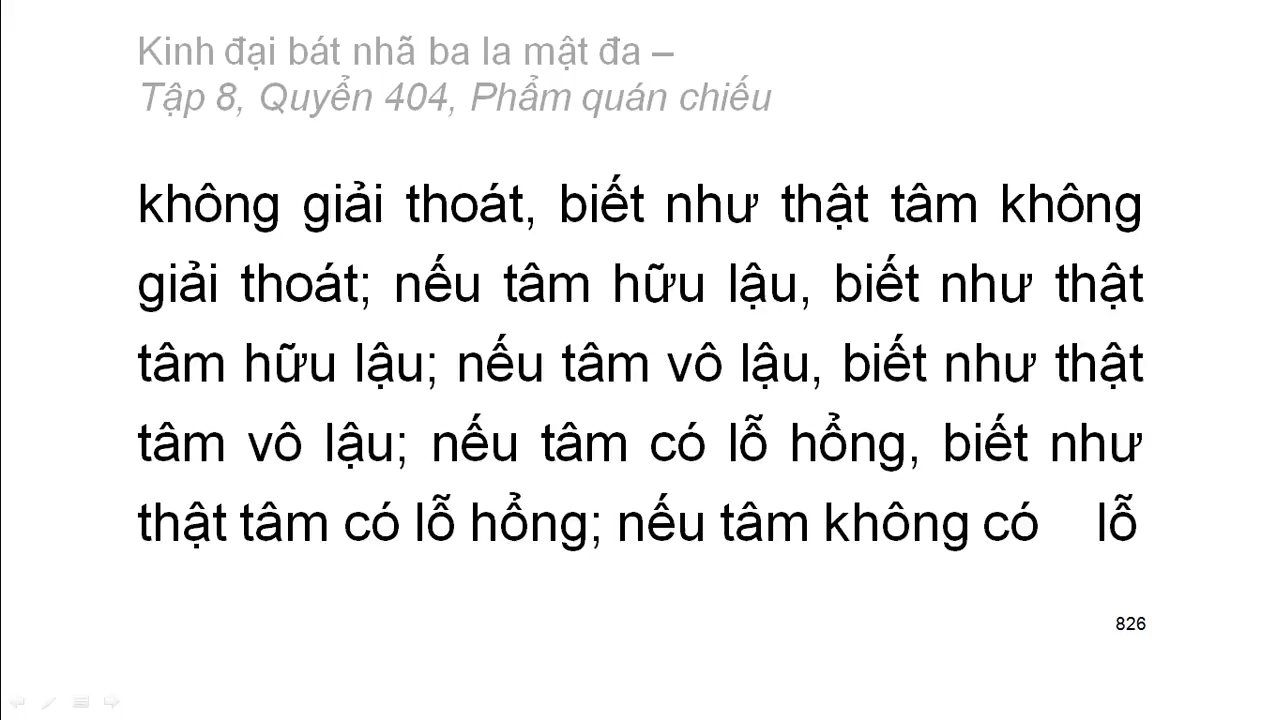 Kinh đại bát nhã ba la mật đa –
Tập 8, Quyển 404, Phẩm quán chiếu
không giải thoát, biết như thật tâm không
giải thoát; nếu tâm hữu lậu, biết như thật
tâm hữu lậu; nếu tâm vô lậu, biết như thật
tâm vô lậu; nếu tâm có lỗ hổng, biết như
thật tâm có lỗ hổng; nếu tâm không có lỗ
826